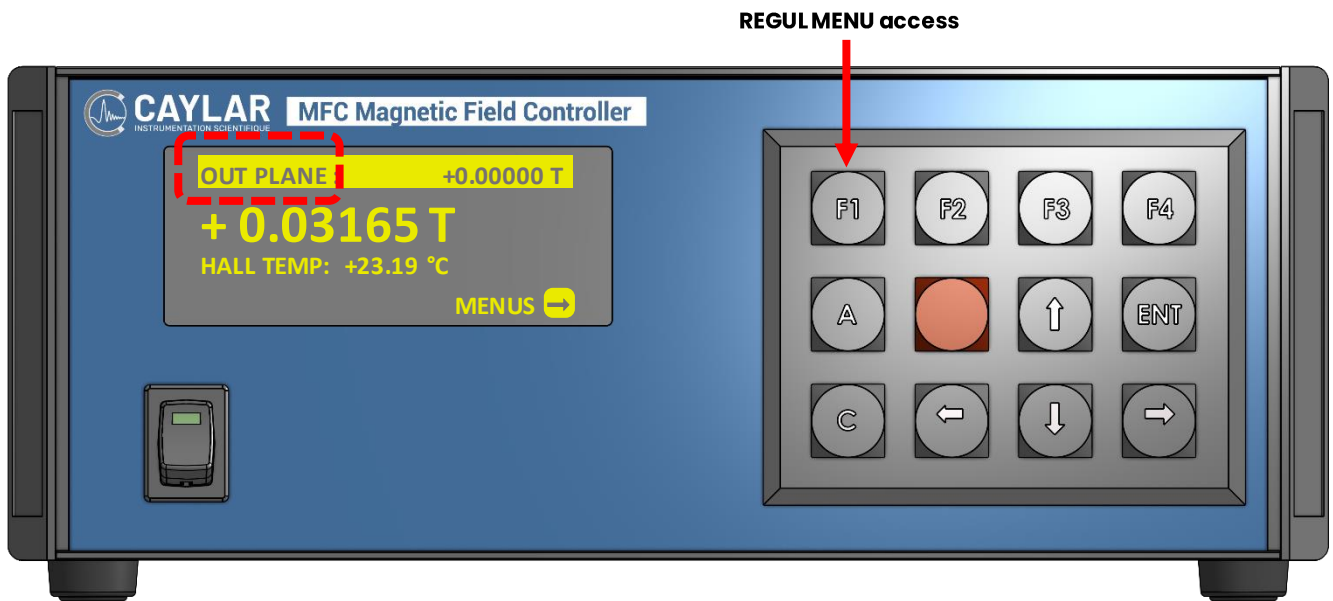 REGUL MENU access
CAYLAR
INSTRUMENTATION SCIENTIFIQUE
MFC Magnetic Field Controller
OUT PLANE : +0.00000 T
+ 0.03165 T
HALL TEMP: +23.19 °C
MENUS →
F1 F2 F3 F4
A ↑ ENT
C ← ↓ →